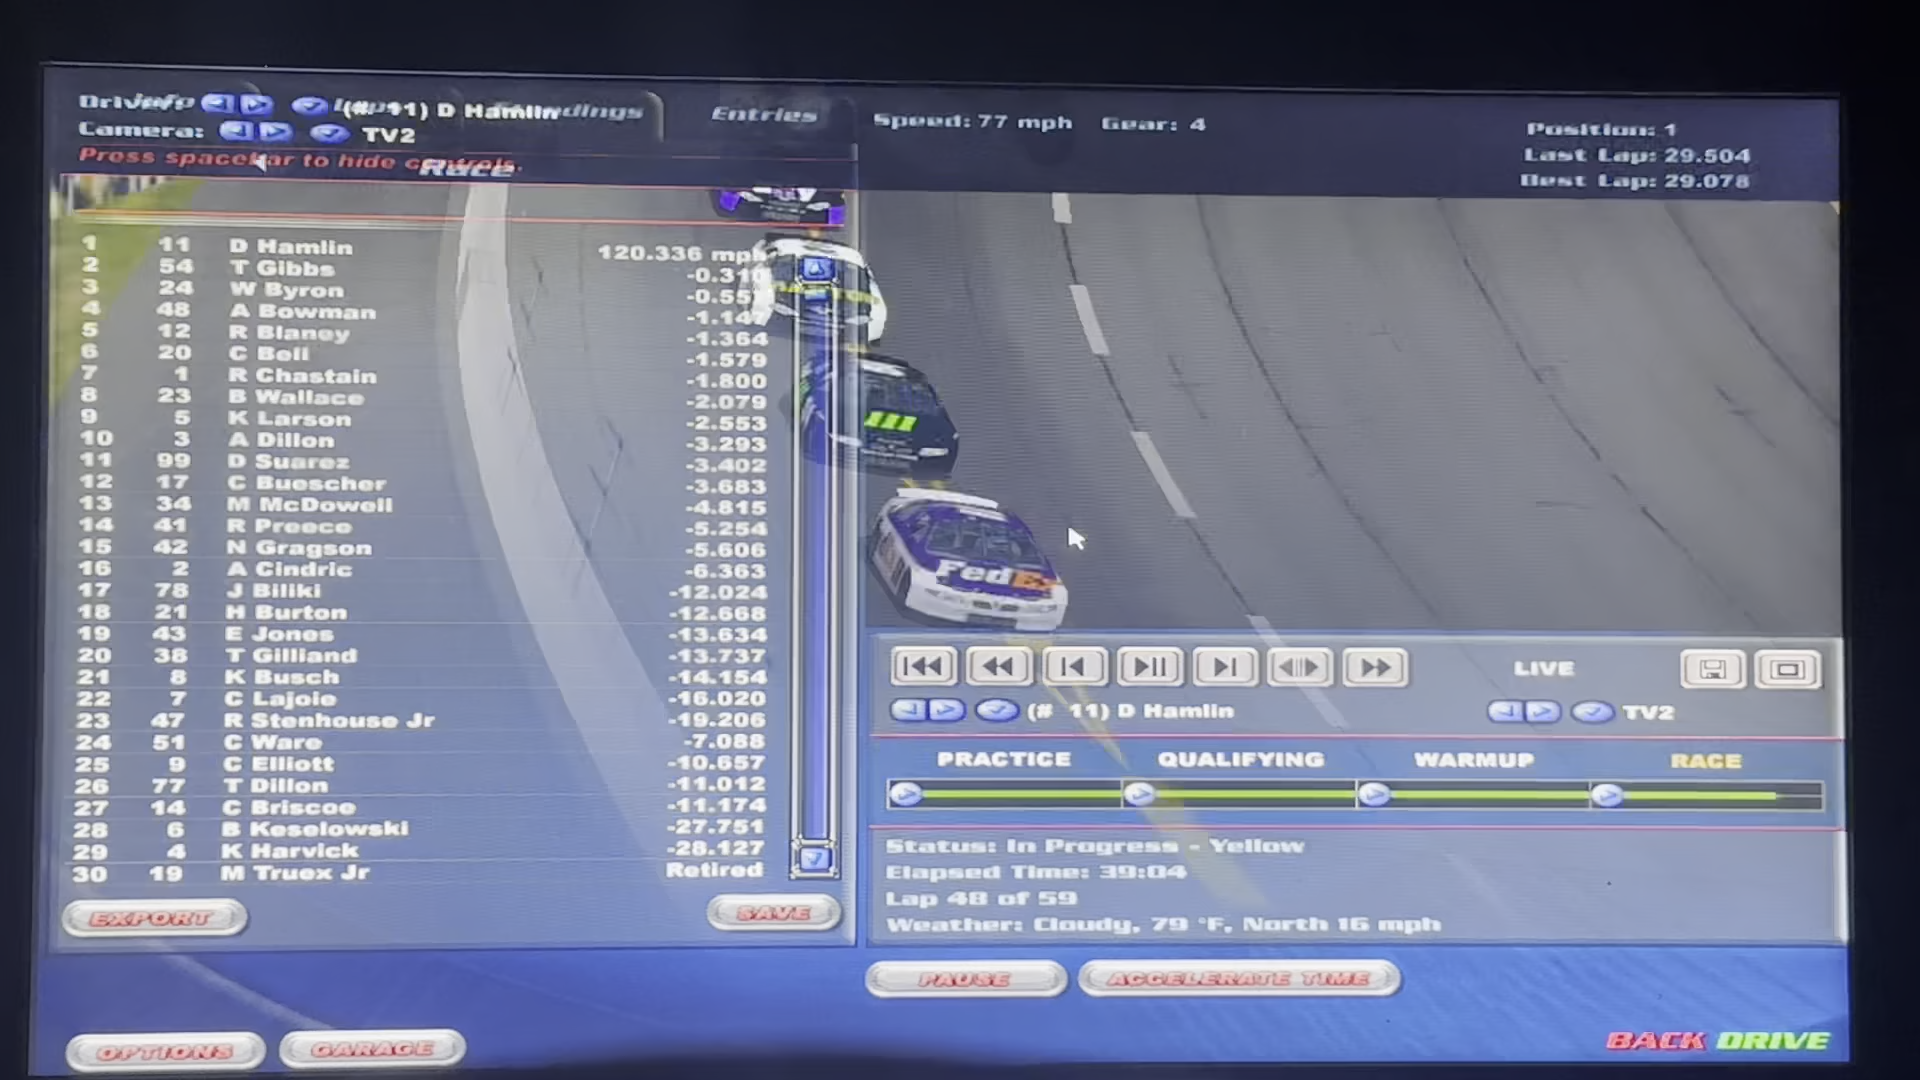 Driver: (# 11) D Hamlin
Standings
Entries
Camera: TV2
Press spacebar to hide controls.
Race
Speed: 77 mph Gear: 4
Position: 1
Last Lap: 29.504
Best Lap: 29.078
1 11 D Hamlin 120.336 mph
2 54 T Gibbs
3 24 W Byron
4 48 A Bowman -1.147
5 12 R Blaney -1.364
6 20 C Bell -1.579
7 1 R Chastain -1.800
8 23 B Wallace -2.079
9 5 K Larson -2.553
10 3 A Dillon -3.293
11 99 D Suarez -3.402
12 17 C Buescher -3.683
13 34 M McDowell -4.815
14 41 R Preece -5.254
15 42 N Gragson -5.606
16 2 A Cindric -6.363
17 78 J Biliki -12.024
18 21 H Burton -12.668
19 43 E Jones -13.634
20 38 T Gilliand -13.737
21 8 K Busch -14.154
22 7 C Lajoie -16.020
23 47 R Stenhouse Jr -19.206
24 51 C Ware -7.088
25 9 C Elliott -10.657
26 77 T Dillon -11.012
27 14 C Briscoe -11.174
28 6 B Keselowski -27.751
29 4 K Harvick -28.127
30 19 M Truex Jr Retired
EXPORT
SAVE
FedEx
LIVE
(# 11) D Hamlin
TV2
PRACTICE QUALIFYING WARMUP RACE
Status: In Progress - Yellow
Elapsed Time: 39:04
Lap 48 of 59
Weather: Cloudy, 79 °F, North 16 mph
PAUSE
ACCELERATE TIME
OPTIONS
GARAGE
BACK DRIVE